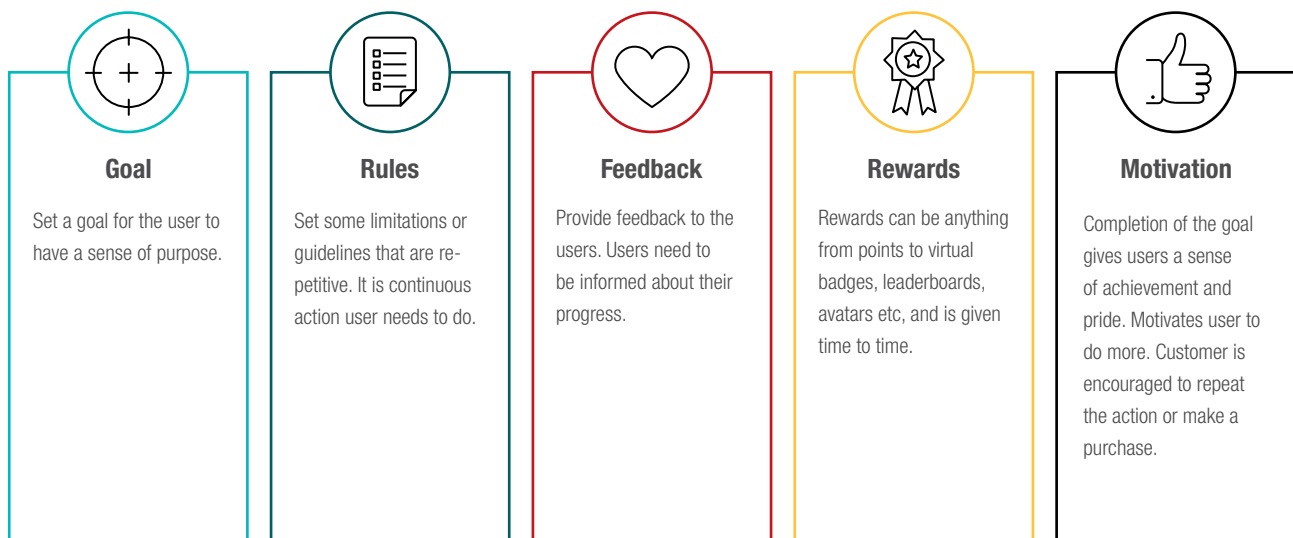 Goal
Set a goal for the user to
have a sense of purpose.
Rules
Set some limitations or
guidelines that are re-
petitive. It is continuous
action user needs to do.
Feedback
Provide feedback to the
users. Users need to
be informed about their
progress.
Rewards
Rewards can be anything
from points to virtual
badges, leaderboards,
avatars etc, and is given
time to time.
Motivation
Completion of the goal
gives users a sense
of achievement and
pride. Motivates user to
do more. Customer is
encouraged to repeat
the action or make a
purchase.